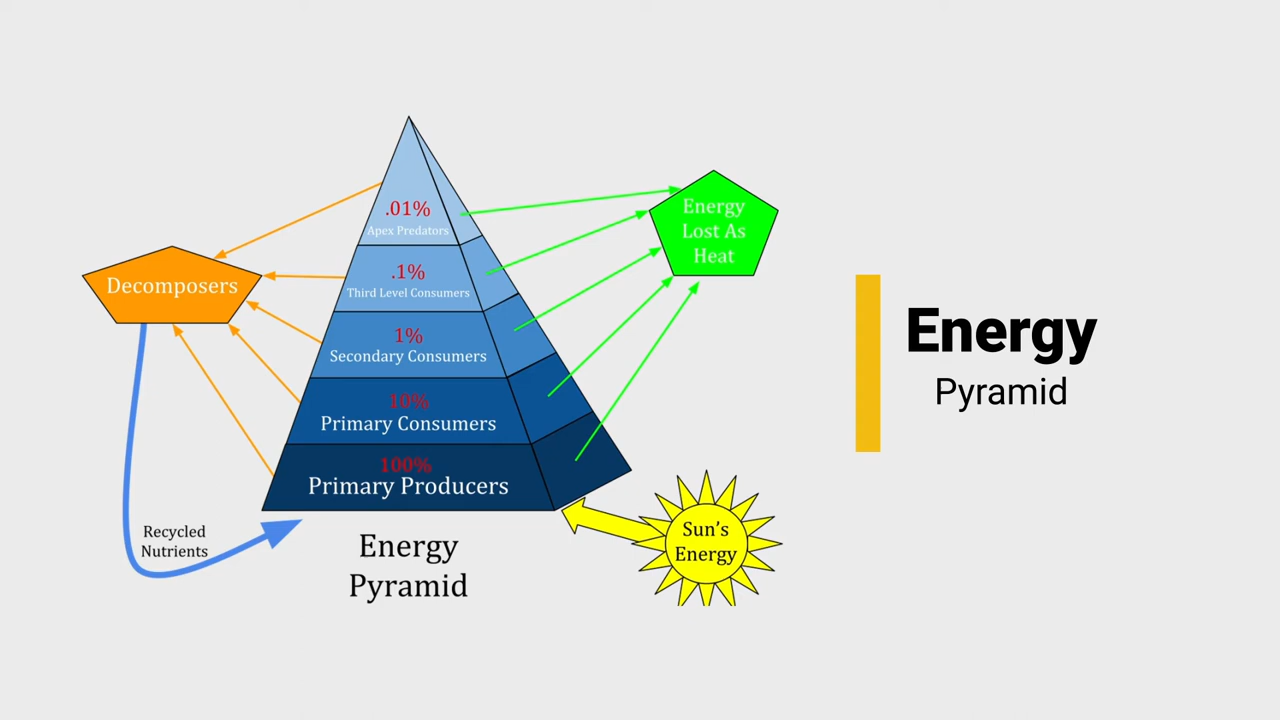 .01%
Apex Predators
.1%
Third Level Consumers
1%
Secondary Consumers
10%
Primary Consumers
100%
Primary Producers
Energy
Pyramid
Decomposers
Recycled
Nutrients
Energy
Lost As
Heat
Sun's
Energy
Energy
Pyramid